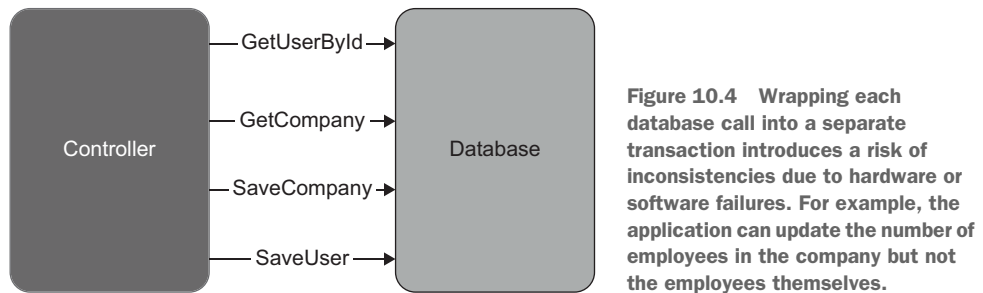 Controller
GetUserById
GetCompany
SaveCompany
SaveUser
Database
Figure 10.4 Wrapping each
database call into a separate
transaction introduces a risk of
inconsistencies due to hardware or
software failures. For example, the
application can update the number of
employees in the company but not
the employees themselves.